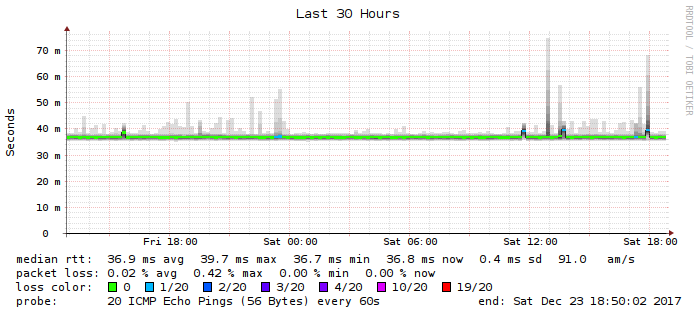 Last 30 Hours
RRDTOOL / TOBI OETIKER
Seconds
70 m
60 m
50 m
40 m
30 m
20 m
10 m
0
Fri 18:00 Sat 00:00 Sat 06:00 Sat 12:00 Sat 18:00
median rtt: 36.9 ms avg 39.7 ms max 36.7 ms min 36.8 ms now 0.4 ms sd 91.0 am/s
packet loss: 0.02 % avg 0.42 % max 0.00 % min 0.00 % now
loss color: 0 1/20 2/20 3/20 4/20 10/20 19/20
probe: 20 ICMP Echo Pings (56 Bytes) every 60s end: Sat Dec 23 18:50:02 2017